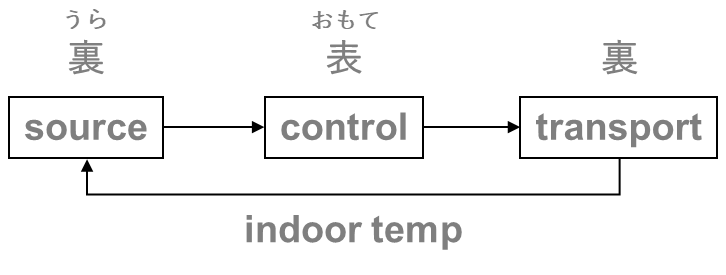 うら おもて
裏 表 裏
source control transport
indoor temp